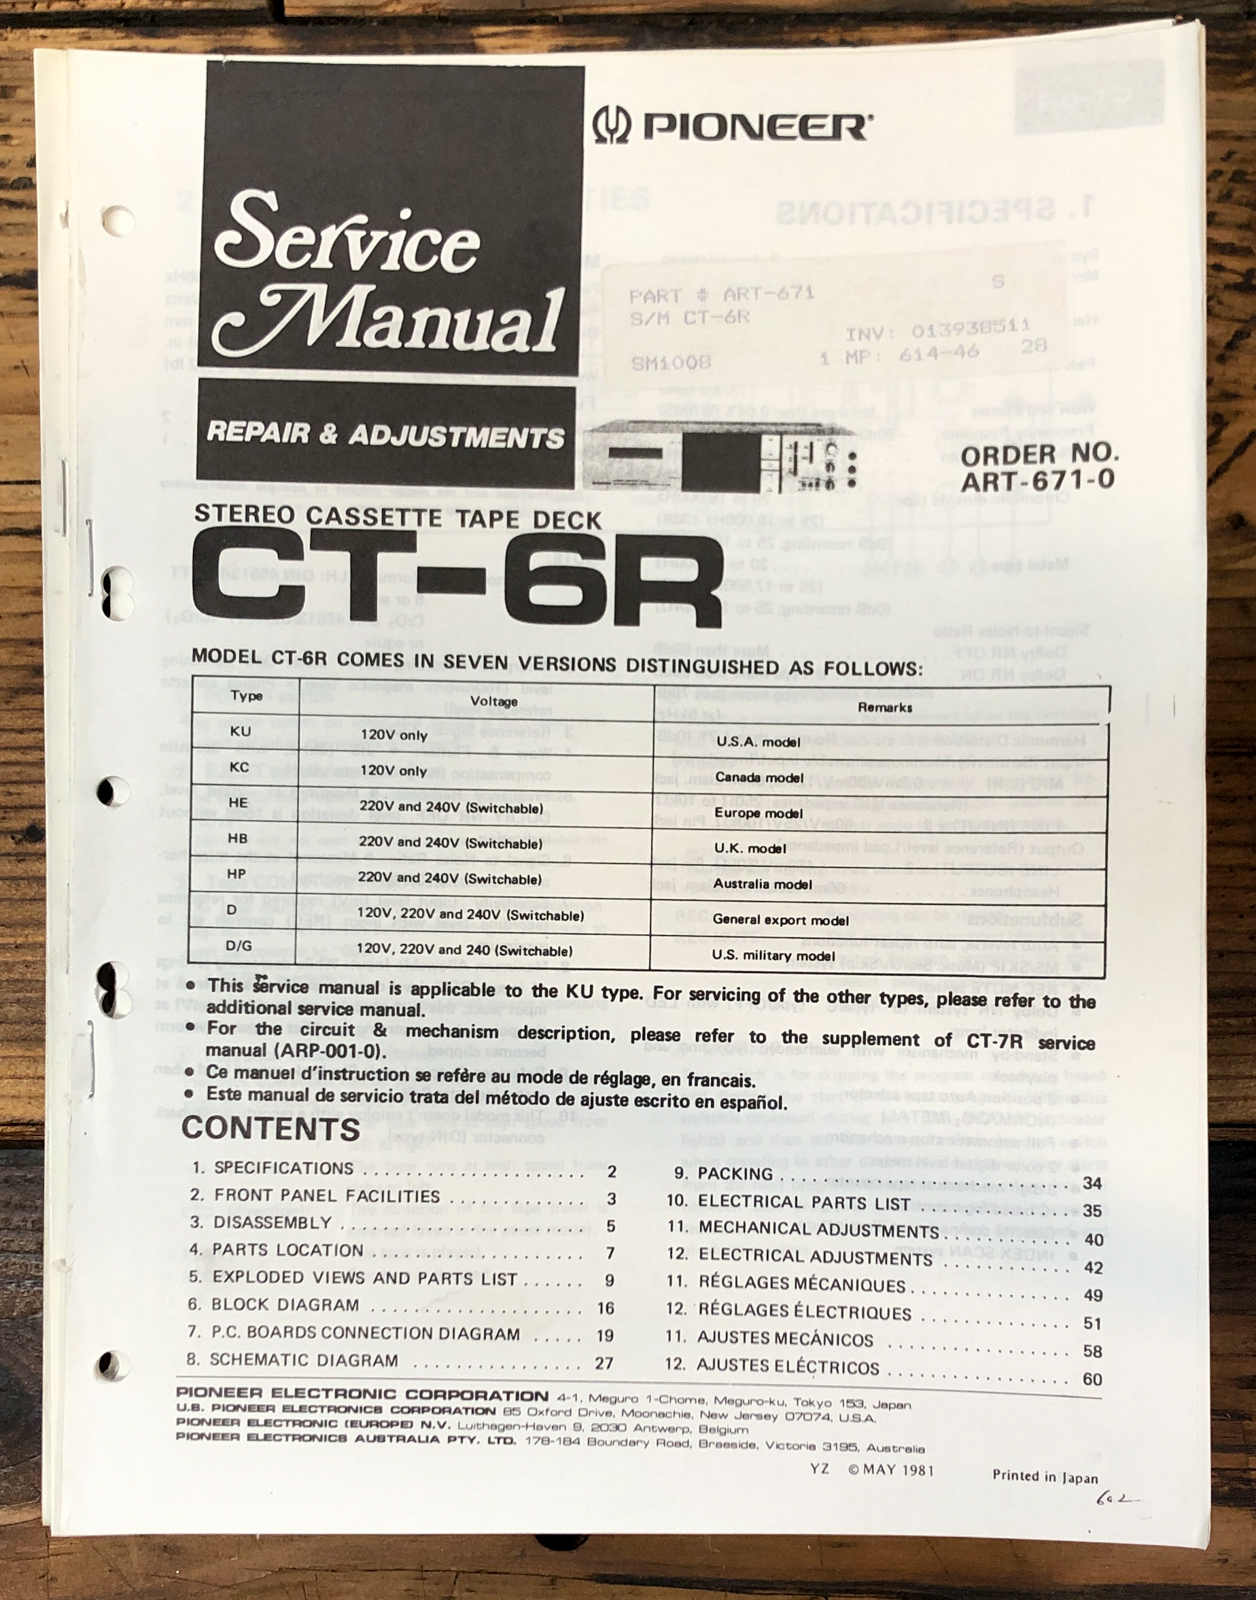 PIONEER
Service
Manual
PART # ART-671 S
S/M CT-6R
INV: 013938511
SM1008 1 MP: 614-46 28
REPAIR & ADJUSTMENTS
ORDER NO.
ART-671-0
STEREO CASSETTE TAPE DECK
CT-6R
MODEL CT-6R COMES IN SEVEN VERSIONS DISTINGUISHED AS FOLLOWS:
Type Voltage Remarks
KU 120V only U.S.A. model
KC 120V only Canada model
HE 220V and 240V (Switchable) Europe model
HB 220V and 240V (Switchable) U.K. model
HP 220V and 240V (Switchable) Australia model
D 120V, 220V and 240V (Switchable) General export model
D/G 120V, 220V and 240 (Switchable) U.S. military model
● This service manual is applicable to the KU type. For servicing of the other types, please refer to the
additional service manual.
● For the circuit & mechanism description, please refer to the supplement of CT-7R service
manual (ARP-001-0).
● Ce manuel d'instruction se refère au mode de réglage, en francais.
● Este manual de servicio trata del método de ajuste escrito en español.
CONTENTS
1. SPECIFICATIONS ........................ 2
2. FRONT PANEL FACILITIES ............... 3
3. DISASSEMBLY .......................... 5
4. PARTS LOCATION ....................... 7
5. EXPLODED VIEWS AND PARTS LIST ...... 9
6. BLOCK DIAGRAM ....................... 16
7. P.C. BOARDS CONNECTION DIAGRAM ..... 19
8. SCHEMATIC DIAGRAM ................... 27
9. PACKING ............................. 34
10. ELECTRICAL PARTS LIST .............. 35
11. MECHANICAL ADJUSTMENTS ............. 40
12. ELECTRICAL ADJUSTMENTS ............. 42
11. RÉGLAGES MÉCANIQUES ................ 49
12. RÉGLAGES ÉLECTRIQUES ............... 51
11. AJUSTES MECÁNICOS .................. 58
12. AJUSTES ELÉCTRICOS ................. 60
PIONEER ELECTRONIC CORPORATION 4-1, Meguro 1-Chome, Meguro-ku, Tokyo 153, Japan
U.S. PIONEER ELECTRONICS CORPORATION 85 Oxford Drive, Moonachie, New Jersey 07074, U.S.A.
PIONEER ELECTRONIC (EUROPE) N.V. Luithagen-Haven 9, 2030 Antwerp, Belgium
PIONEER ELECTRONICS AUSTRALIA PTY. LTD. 178-184 Boundary Road, Braeside, Victoria 3195, Australia
YZ © MAY 1981 Printed in Japan